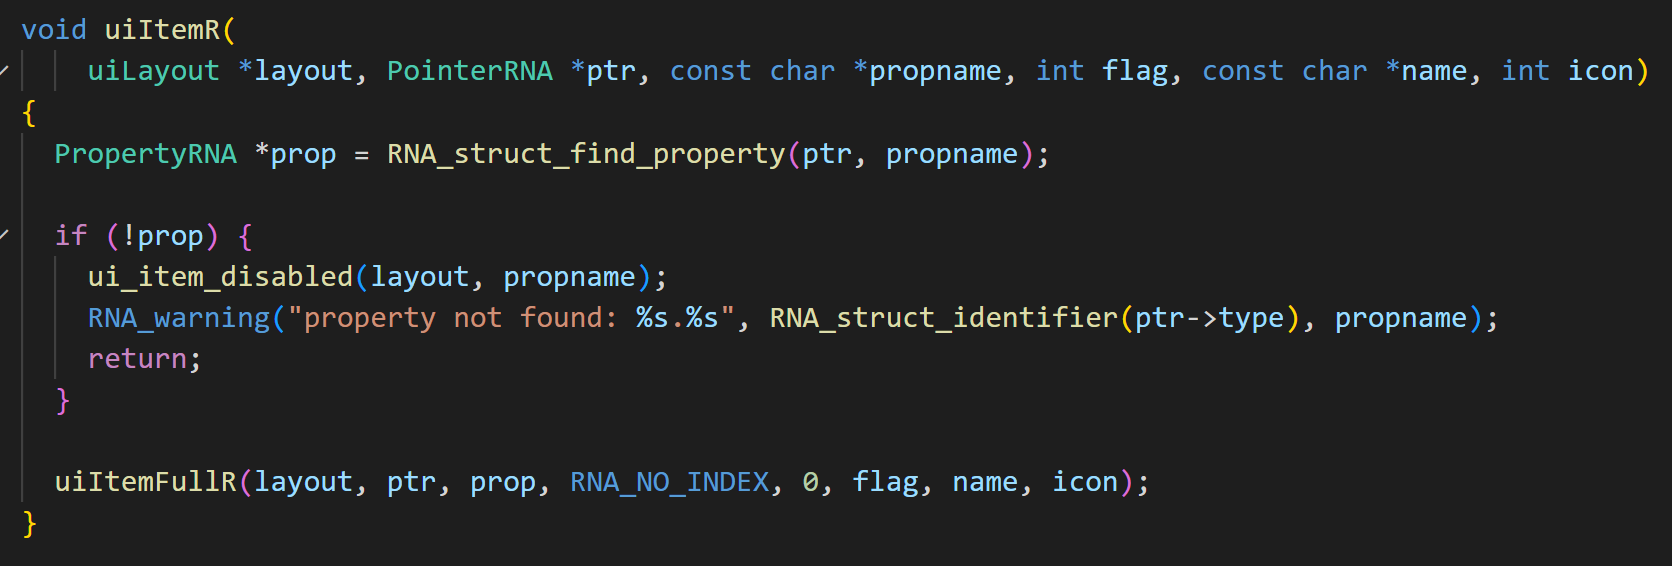 void uiItemR(
uiLayout *layout, PointerRNA *ptr, const char *propname, int flag, const char *name, int icon)
{
PropertyRNA *prop = RNA_struct_find_property(ptr, propname);
if (!prop) {
ui_item_disabled(layout, propname);
RNA_warning("property not found: %s.%s", RNA_struct_identifier(ptr->type), propname);
return;
}
uiItemFullR(layout, ptr, prop, RNA_NO_INDEX, 0, flag, name, icon);
}